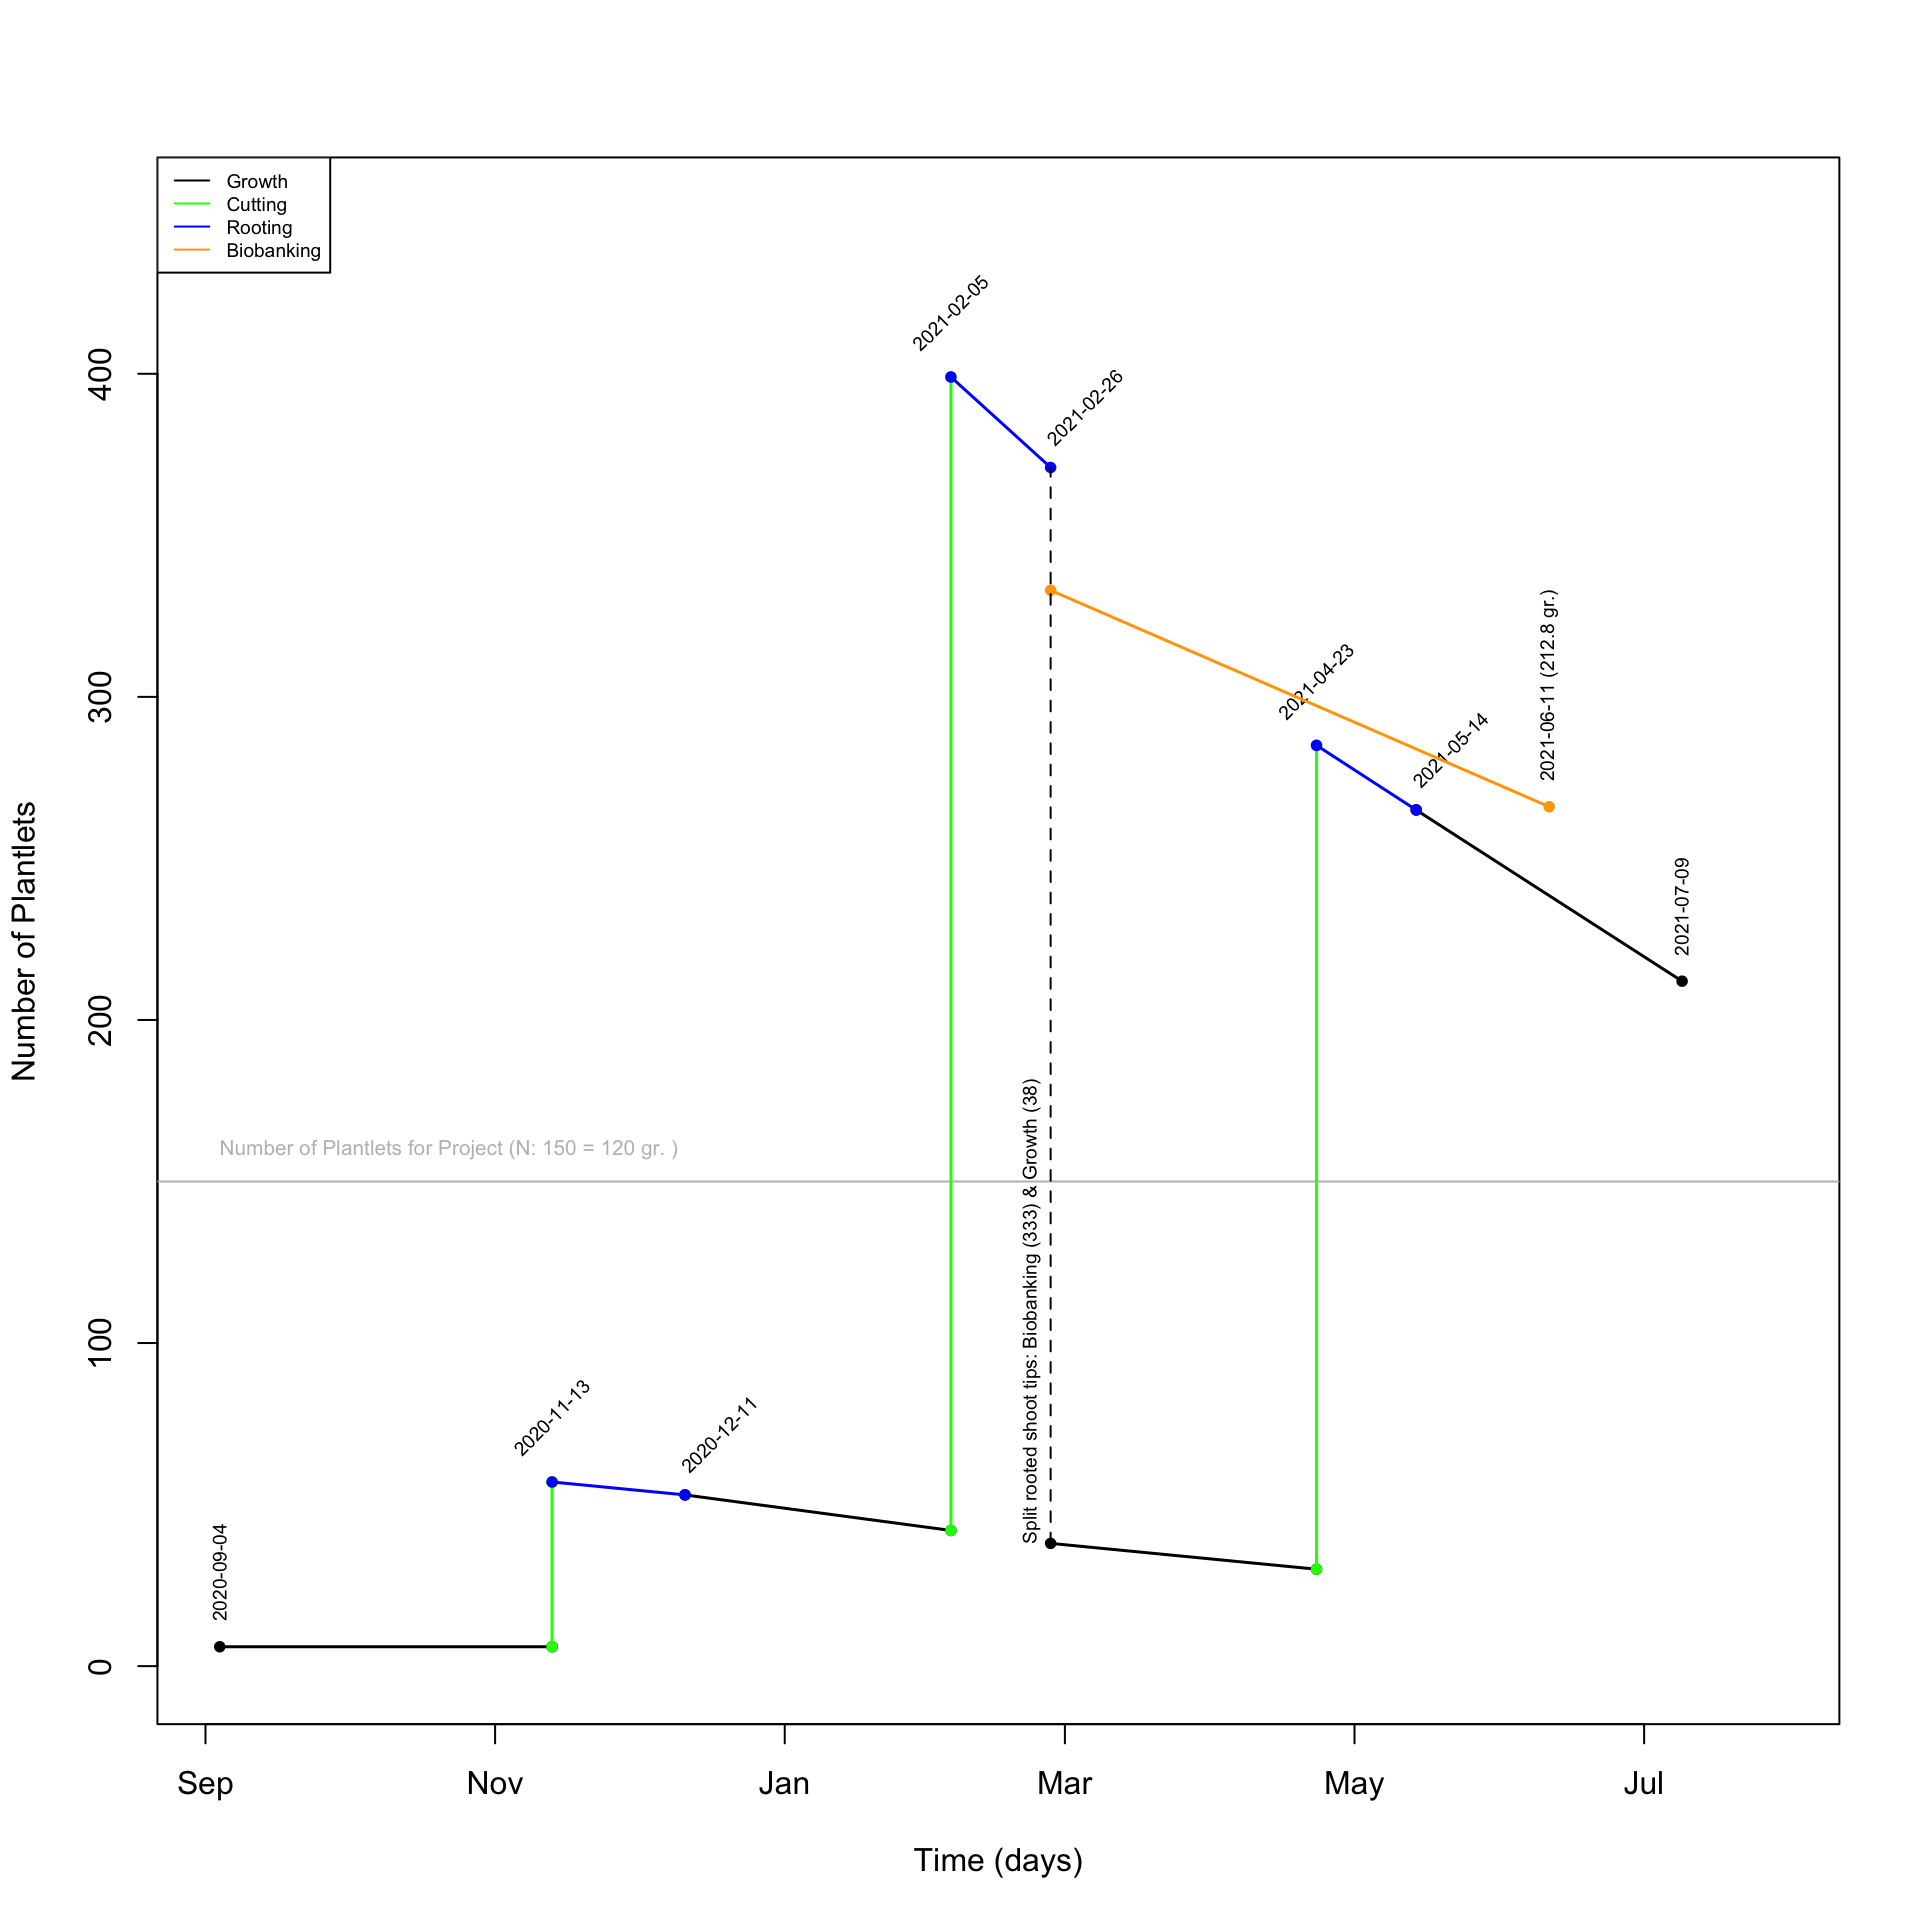 Growth
Cutting
Rooting
Biobanking
2021-02-05
2021-02-26
2021-04-23
2021-05-14
2021-06-11 (212.8 gr.)
2021-07-09
Number of Plantlets for Project (N: 150 = 120 gr. )
Split rooted shoot tips: Biobanking (333) & Growth (38)
2020-09-04
2020-11-13
2020-12-11
Number of Plantlets
400
300
200
100
0
Sep
Nov
Jan
Mar
May
Jul
Time (days)